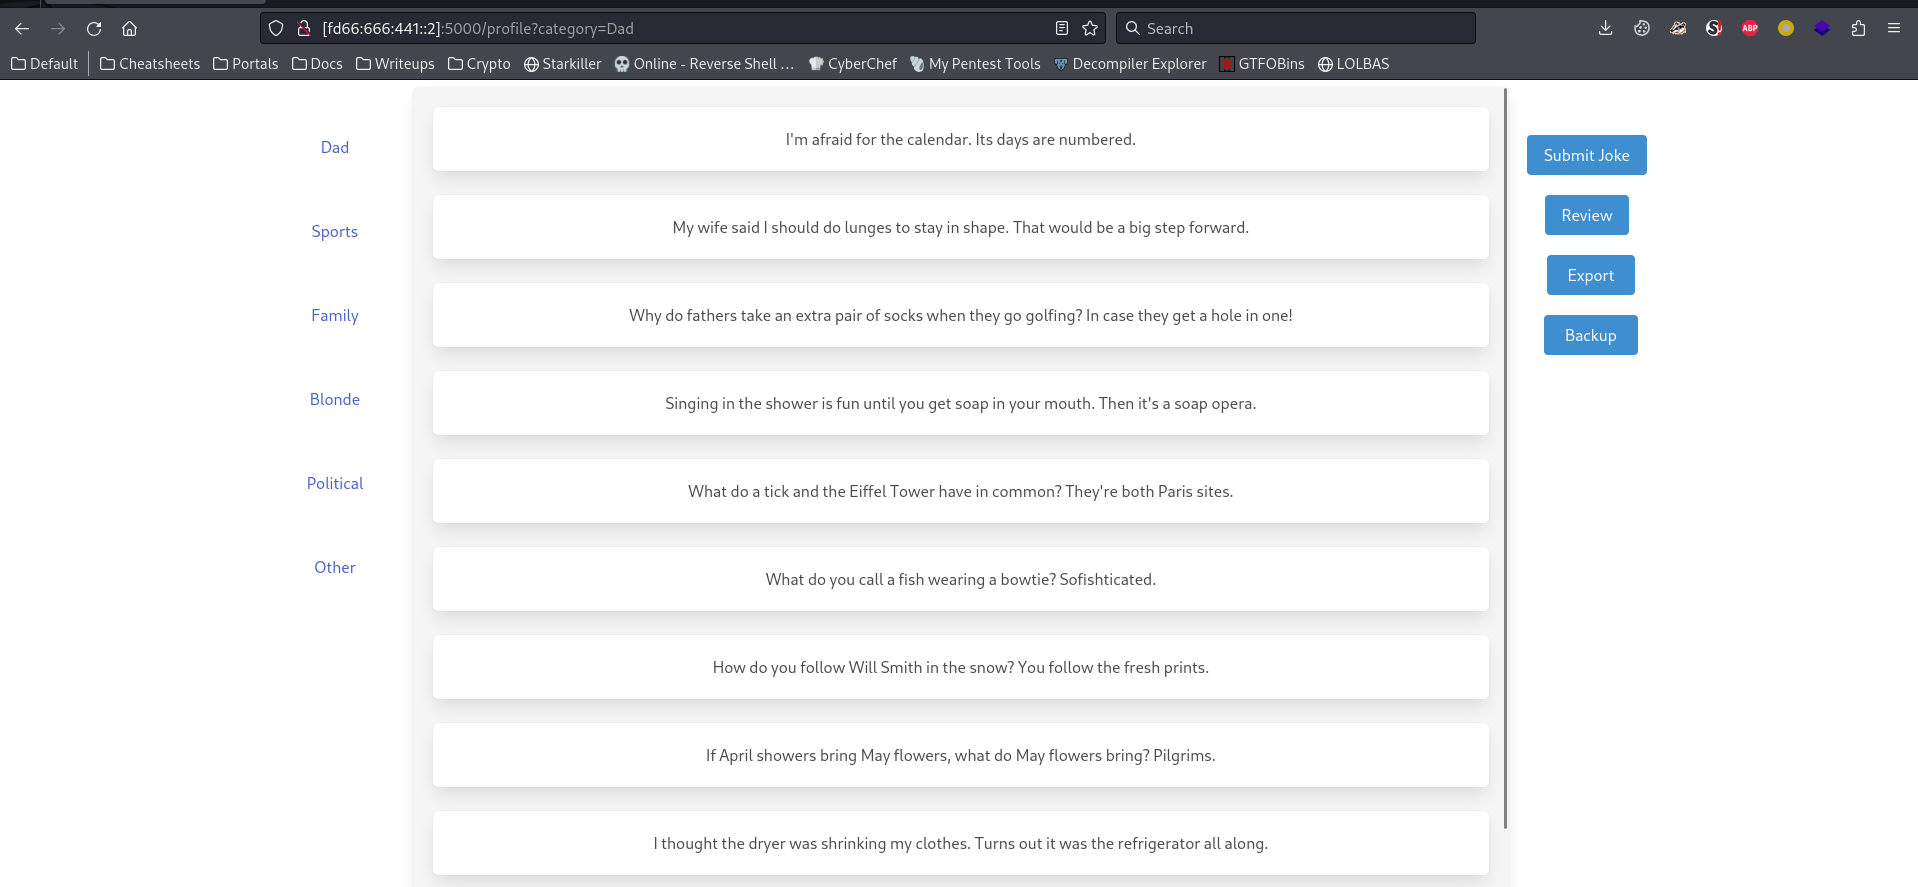 [fd66:666:441::2]:5000/profile?category=Dad
Search
ABP
Default Cheatsheets Portals Docs Writeups Crypto Starkiller Online - Reverse Shell ... CyberChef My Pentest Tools Decompiler Explorer GTFOBins LOLBAS
Dad
Sports
Family
Blonde
Political
Other
I'm afraid for the calendar. Its days are numbered.
My wife said I should do lunges to stay in shape. That would be a big step forward.
Why do fathers take an extra pair of socks when they go golfing? In case they get a hole in one!
Singing in the shower is fun until you get soap in your mouth. Then it's a soap opera.
What do a tick and the Eiffel Tower have in common? They're both Paris sites.
What do you call a fish wearing a bowtie? Sofishticated.
How do you follow Will Smith in the snow? You follow the fresh prints.
If April showers bring May flowers, what do May flowers bring? Pilgrims.
I thought the dryer was shrinking my clothes. Turns out it was the refrigerator all along.
Submit Joke
Review
Export
Backup